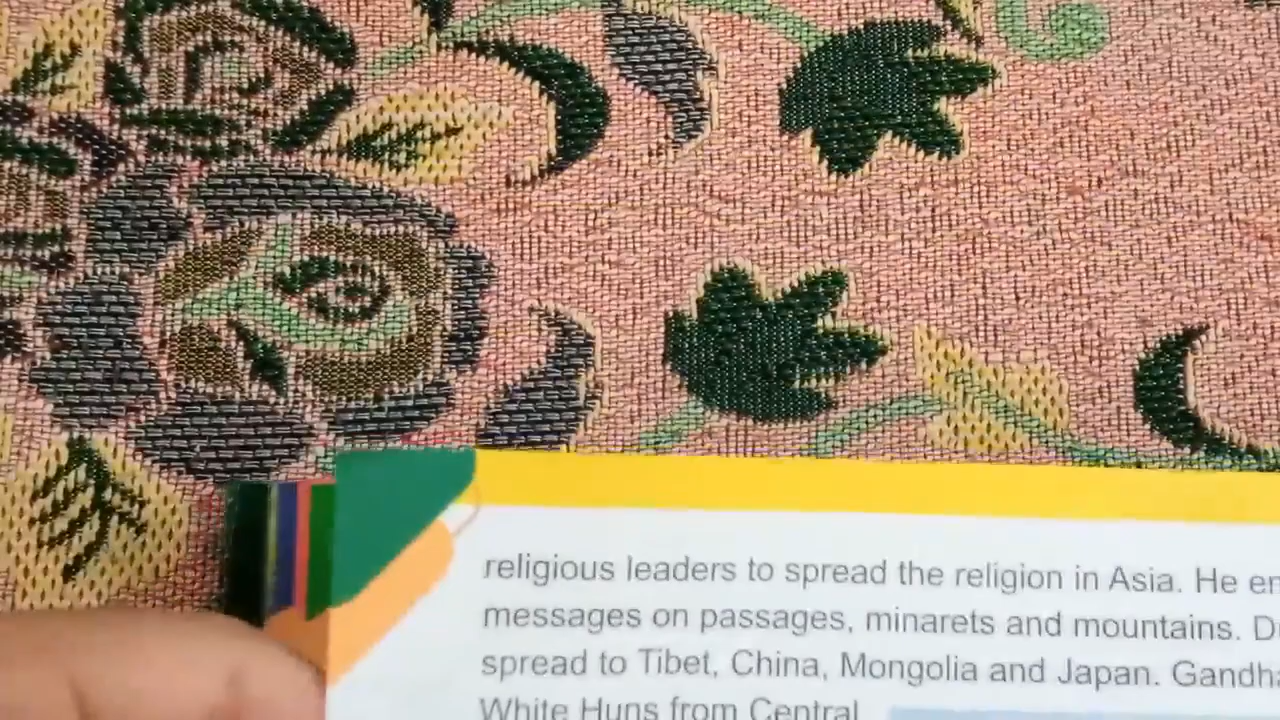 religious leaders to spread the religion in Asia. He
messages on passages, minarets and mountains.
spread to Tibet, China, Mongolia and Japan.
White Huns from Central